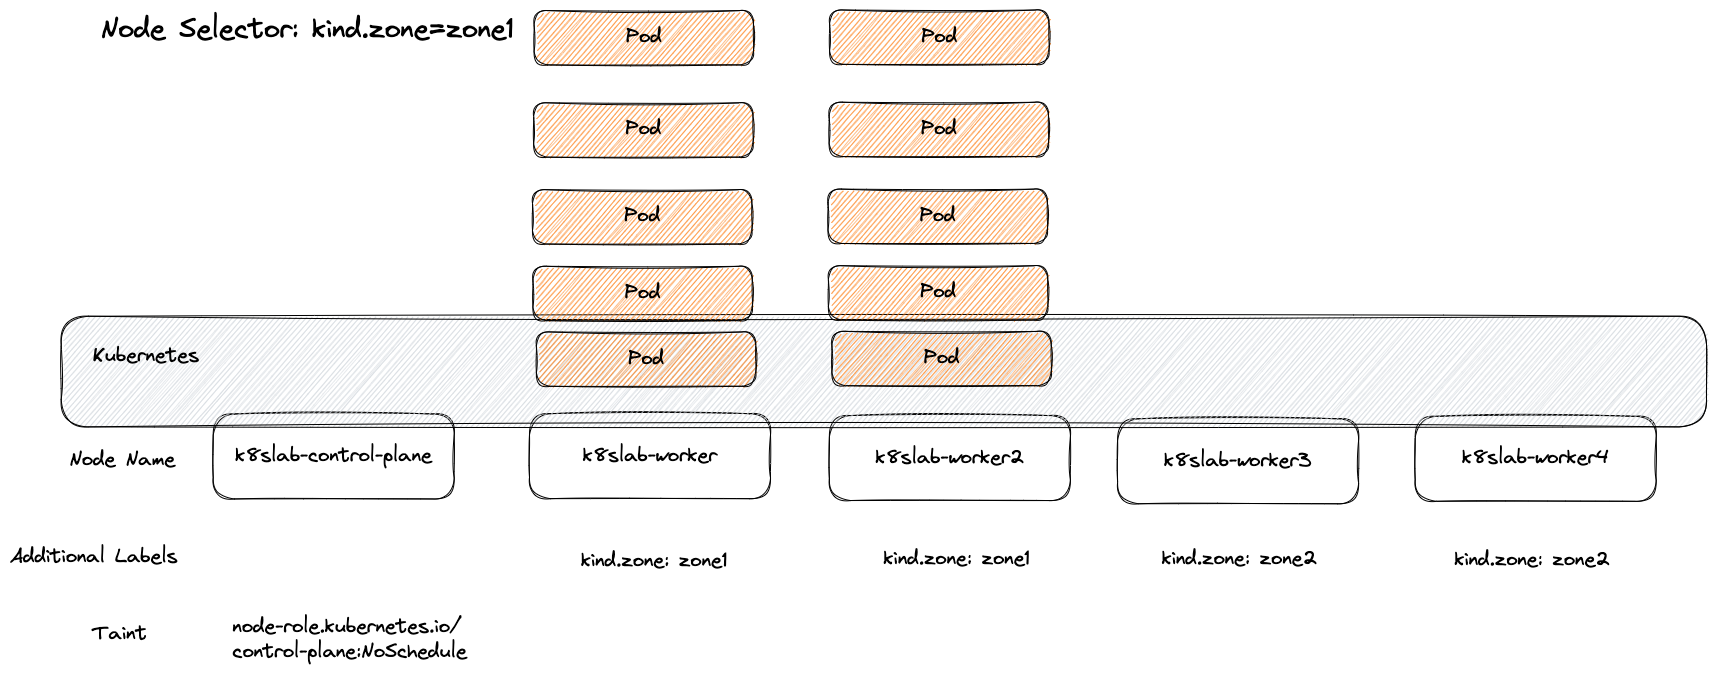 Node Selector: kind.zone=zone1
Pod
Pod
Pod
Pod
Pod
Pod
Pod
Pod
Kubernetes
Pod
Pod
Node Name
k8slab-control-plane
k8slab-worker
k8slab-worker2
k8slab-worker3
k8slab-worker4
Additional Labels
kind.zone: zone1
kind.zone: zone1
kind.zone: zone2
kind.zone: zone2
Taint
node-role.kubernetes.io/
control-plane:NoSchedule